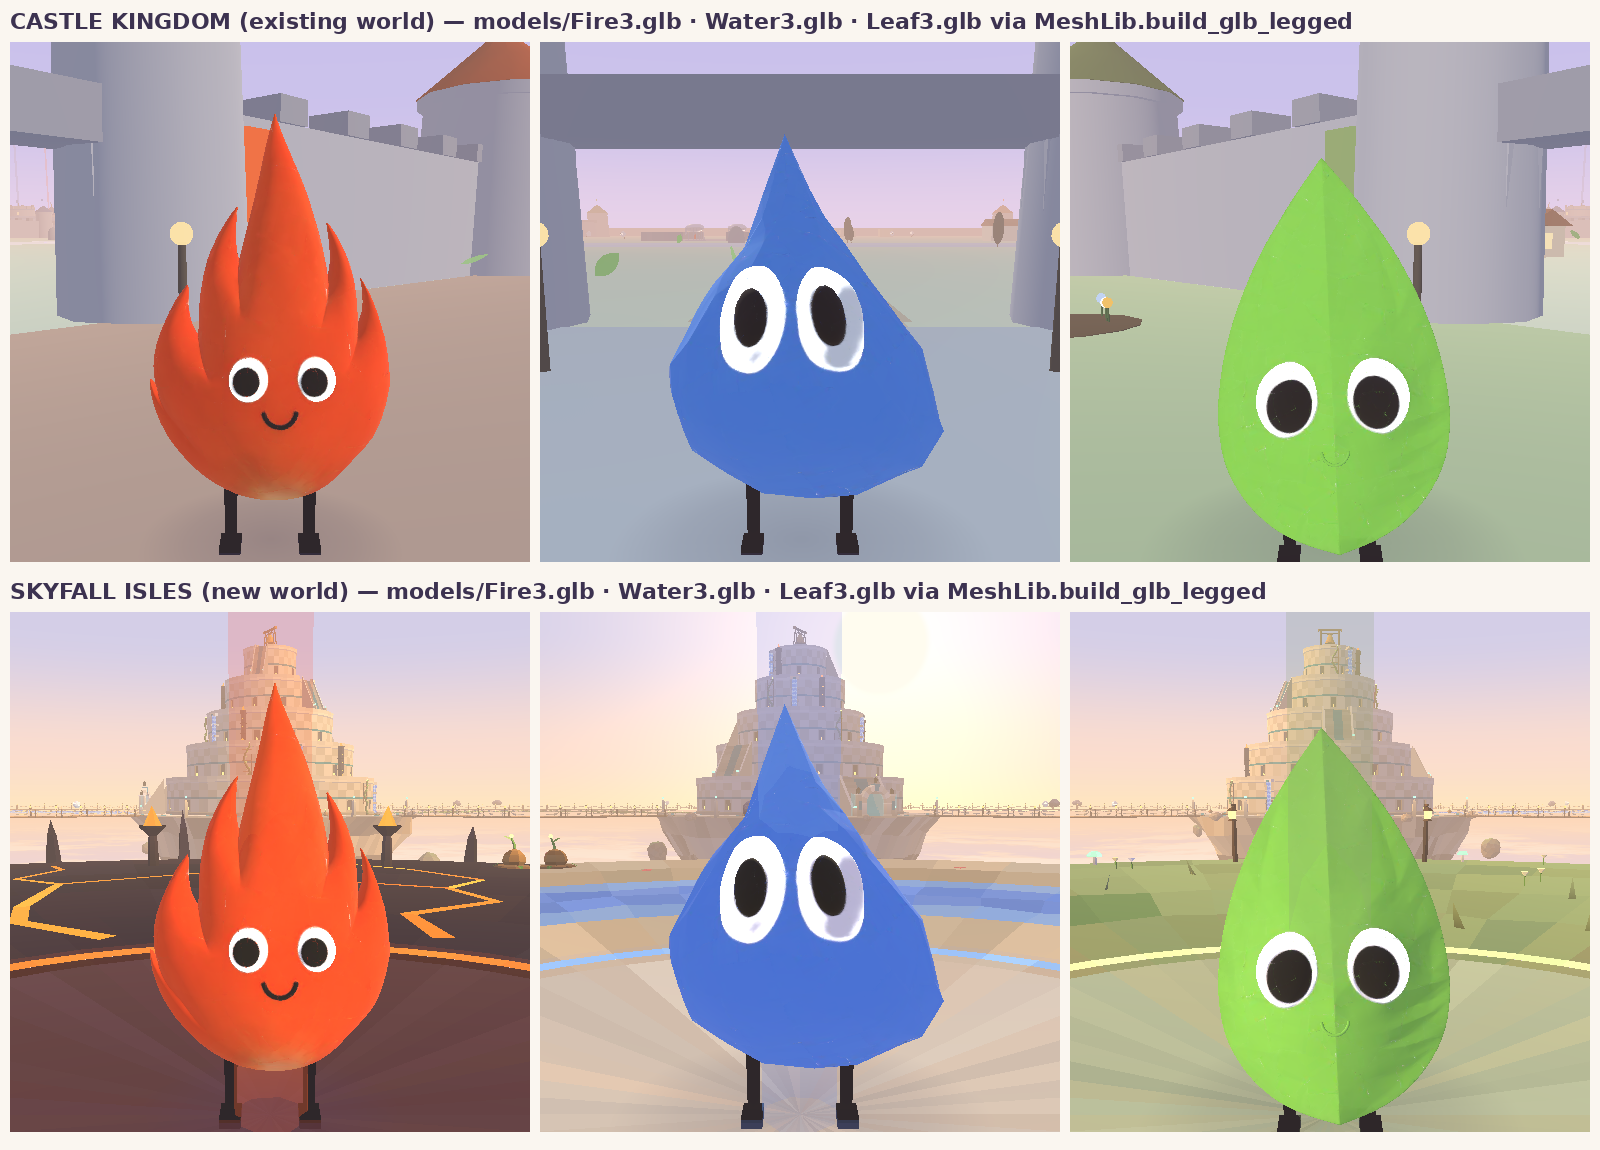 CASTLE KINGDOM (existing world) — models/Fire3.glb · Water3.glb · Leaf3.glb via MeshLib.build_glb_legged
SKYFALL ISLES (new world) — models/Fire3.glb · Water3.glb · Leaf3.glb via MeshLib.build_glb_legged